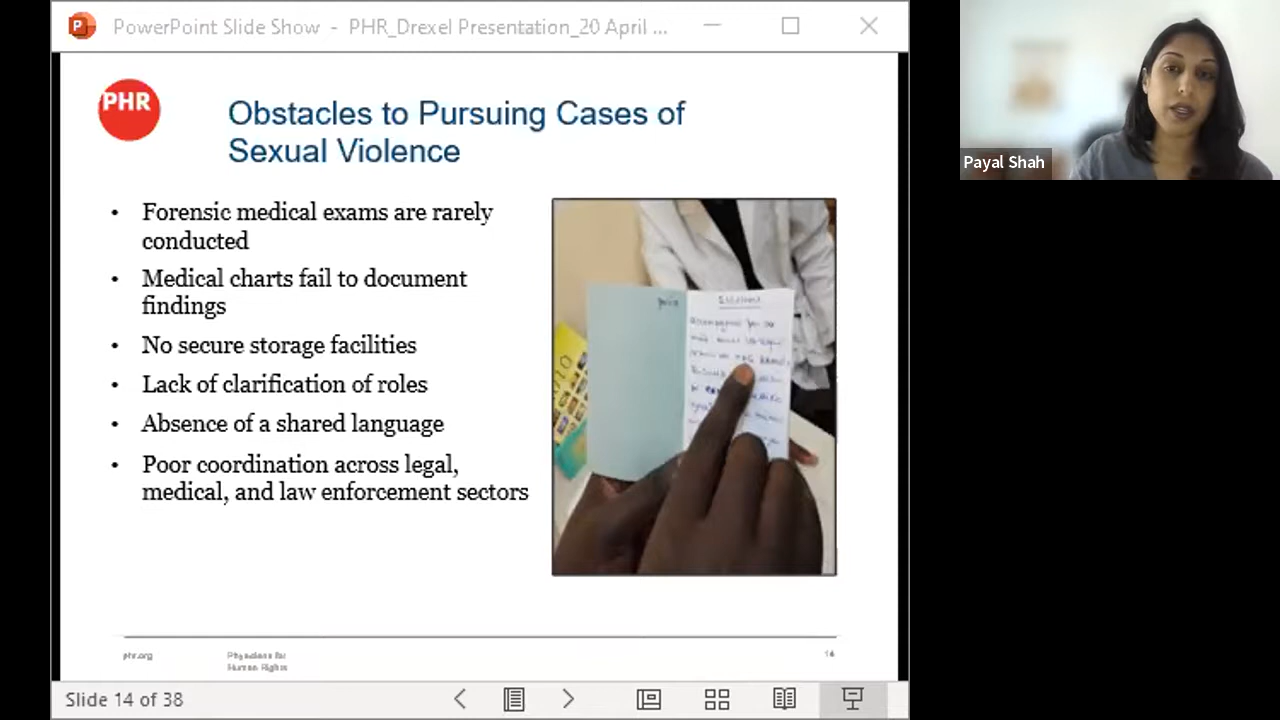 PowerPoint Slide Show - PHR_Drexel Presentation_20 April ...
PHR
Obstacles to Pursuing Cases of
Sexual Violence
• Forensic medical exams are rarely
conducted
• Medical charts fail to document
findings
• No secure storage facilities
• Lack of clarification of roles
• Absence of a shared language
• Poor coordination across legal,
medical, and law enforcement sectors
phr.org
Physicians for
Human Rights
14
Slide 14 of 38
Payal Shah